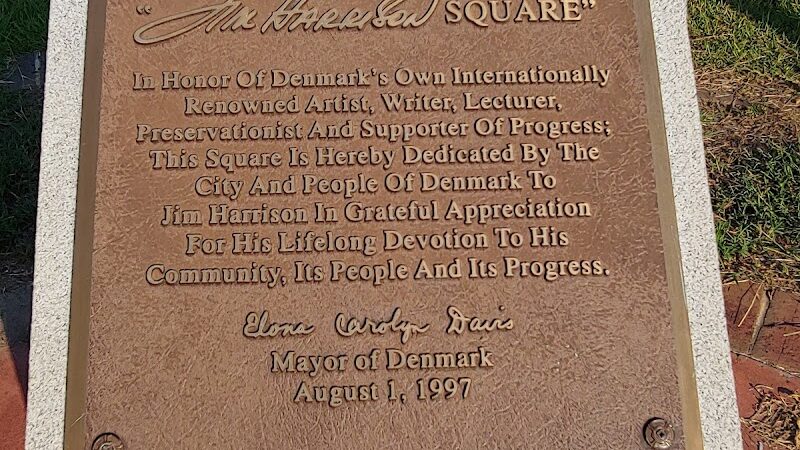 "Jim Harrison SQUARE"
In Honor Of Denmark's Own Internationally
Renowned Artist, Writer, Lecturer,
Preservationist And Supporter Of Progress;
This Square Is Hereby Dedicated By The
City And People Of Denmark To
Jim Harrison In Grateful Appreciation
For His Lifelong Devotion To His
Community, Its People And Its Progress.
Elona Carolyn Davis
Mayor of Denmark
August 1, 1997